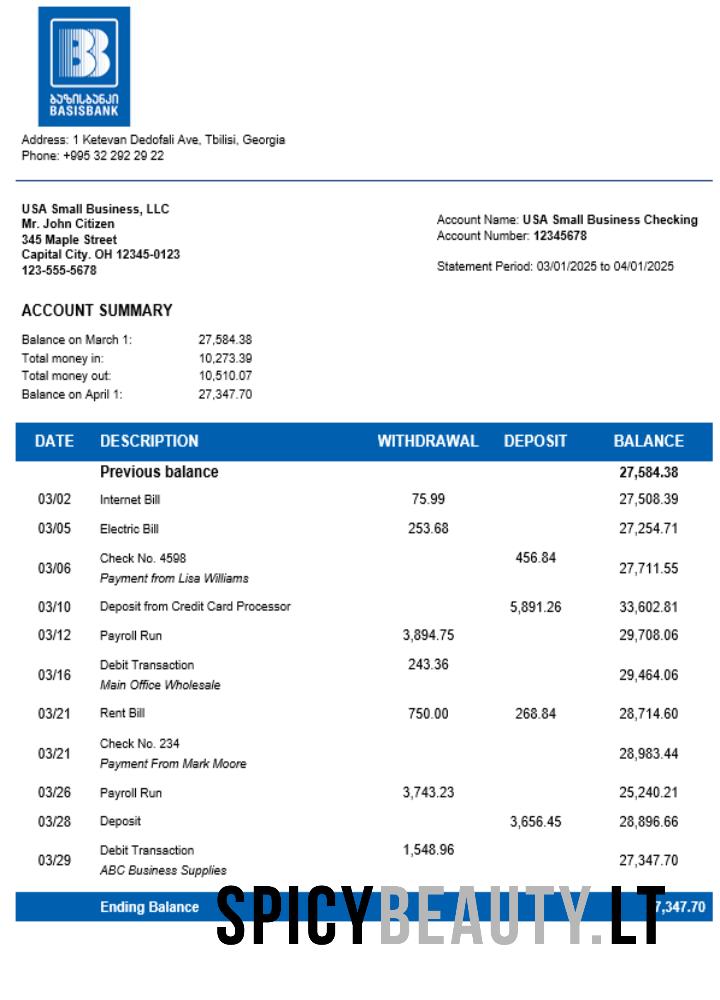 ბაზისბანკი
BASISBANK
Address: 1 Ketevan Dedofali Ave, Tbilisi, Georgia
Phone: +995 32 292 29 22
USA Small Business, LLC
Mr. John Citizen
345 Maple Street
Capital City. OH 12345-0123
123-555-5678
Account Name: USA Small Business Checking
Account Number: 12345678
Statement Period: 03/01/2025 to 04/01/2025
ACCOUNT SUMMARY
Balance on March 1: 27,584.38
Total money in: 10,273.39
Total money out: 10,510.07
Balance on April 1: 27,347.70
DATE DESCRIPTION WITHDRAWAL DEPOSIT BALANCE
Previous balance 27,584.38
03/02 Internet Bill 75.99 27,508.39
03/05 Electric Bill 253.68 27,254.71
03/06 Check No. 4598 456.84 27,711.55
Payment from Lisa Williams
03/10 Deposit from Credit Card Processor 5,891.26 33,602.81
03/12 Payroll Run 3,894.75 29,708.06
03/16 Debit Transaction 243.36 29,464.06
Main Office Wholesale
03/21 Rent Bill 750.00 268.84 28,714.60
03/21 Check No. 234 28,983.44
Payment From Mark Moore
03/26 Payroll Run 3,743.23 25,240.21
03/28 Deposit 3,656.45 28,896.66
03/29 Debit Transaction 1,548.96 27,347.70
ABC Business Supplies
Ending Balance 7,347.70
SPICYBEAUTY.LT